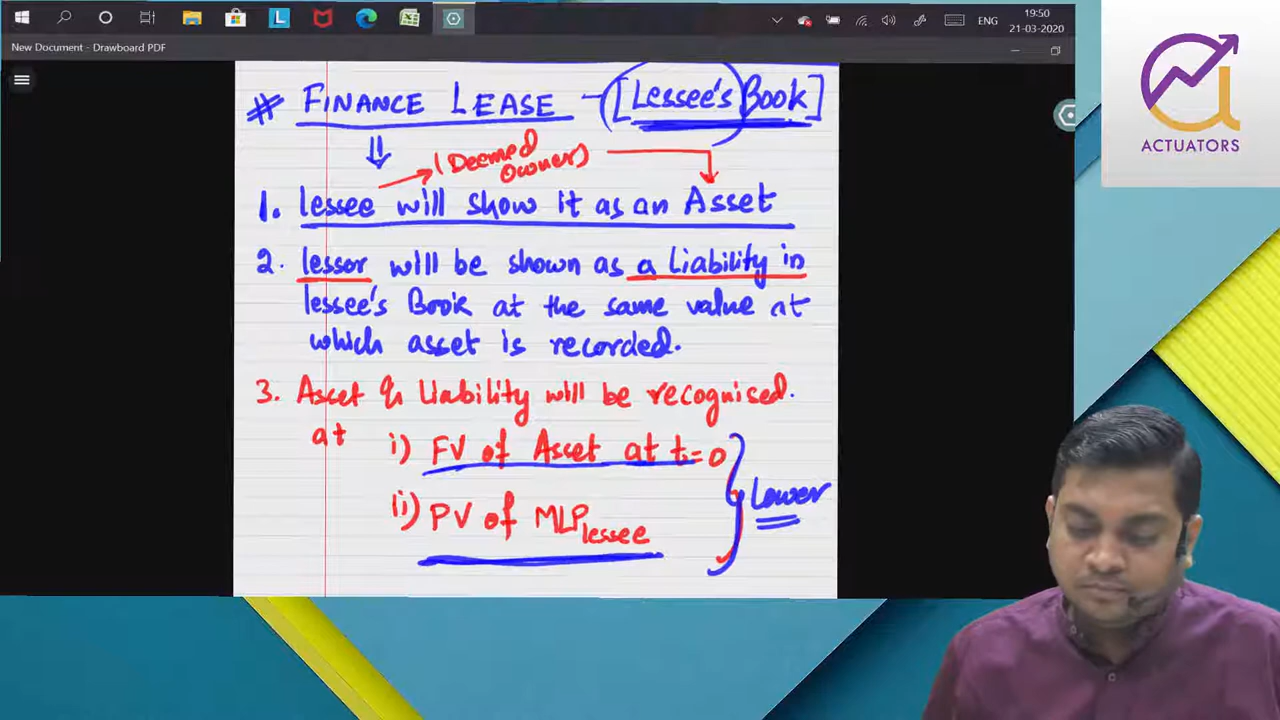 19:50
ENG
21-03-2020
New Document - Drawboard PDF
ACTUATORS
# FINANCE LEASE - [Lessee's Book]
(Deemed
Owner)
1. lessee will show it as an Asset
2. lessor will be shown as a liability in
lessee's Book at the same value at
which asset is recorded.
3. Asset & Liability will be recognised.
at
i) FV of Asset at t=0
ii) PV of MLP lessee
Lower